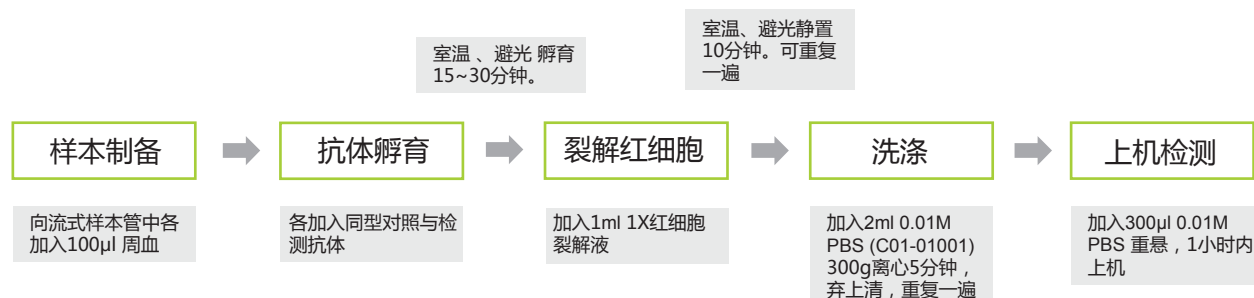 室温 、避光 孵育
15~30分钟。
室温、避光静置
10分钟。可重复
一遍
样本制备
抗体孵育
裂解红细胞
洗涤
上机检测
向流式样本管中各
加入100µl 周血
各加入同型对照与检
测抗体
加入1ml 1X红细胞
裂解液
加入2ml 0.01M
PBS (C01-01001)
300g离心5分钟，
弃上清，重复一遍
加入300µl 0.01M
PBS 重悬，1小时内
上机